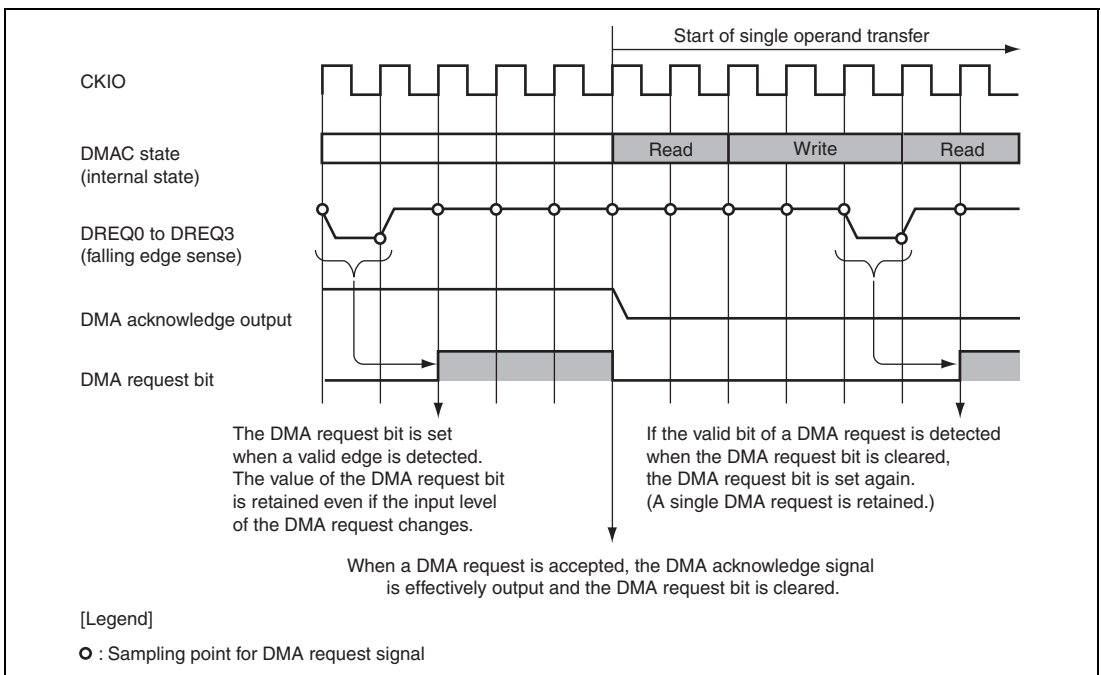 Start of single operand transfer
CKIO
DMAC state
(internal state)
Read
Write
Read
DREQ0 to DREQ3
(falling edge sense)
DMA acknowledge output
DMA request bit
The DMA request bit is set
when a valid edge is detected.
The value of the DMA request bit
is retained even if the input level
of the DMA request changes.
If the valid bit of a DMA request is detected
when the DMA request bit is cleared,
the DMA request bit is set again.
(A single DMA request is retained.)
When a DMA request is accepted, the DMA acknowledge signal
is effectively output and the DMA request bit is cleared.
[Legend]
: Sampling point for DMA request signal